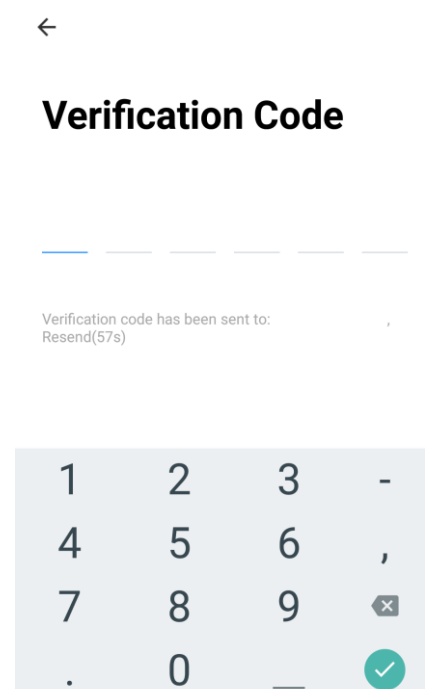 Verification Code
Verification code has been sent to: ,
Resend(57s)
1 2 3 -
4 5 6 ,
7 8 9
. 0 _